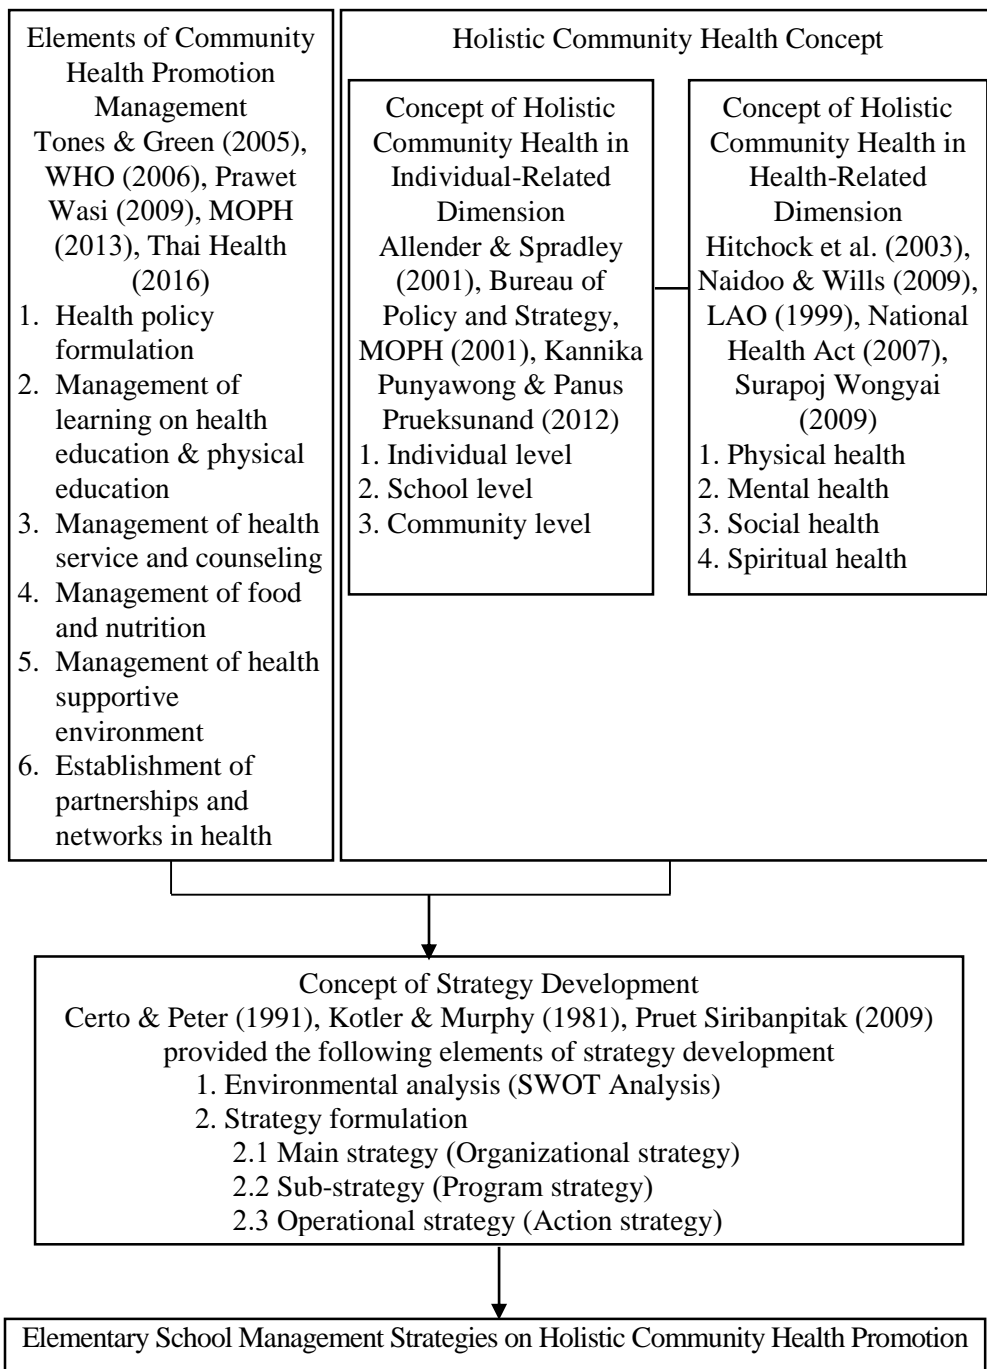 Elements of Community
Health Promotion
Management
Tones & Green (2005),
WHO (2006), Prawet
Wasi (2009), MOPH
(2013), Thai Health
(2016)
1. Health policy
formulation
2. Management of
learning on health
education & physical
education
3. Management of health
service and counseling
4. Management of food
and nutrition
5. Management of health
supportive
environment
6. Establishment of
partnerships and
networks in health
Holistic Community Health Concept
Concept of Holistic
Community Health in
Individual-Related
Dimension
Allender & Spradley
(2001), Bureau of
Policy and Strategy,
MOPH (2001), Kannika
Punyawong & Panus
Prueksunand (2012)
1. Individual level
2. School level
3. Community level
Concept of Holistic
Community Health in
Health-Related
Dimension
Hitchock et al. (2003),
Naidoo & Wills (2009),
LAO (1999), National
Health Act (2007),
Surapoj Wongyai
(2009)
1. Physical health
2. Mental health
3. Social health
4. Spiritual health
Concept of Strategy Development
Certo & Peter (1991), Kotler & Murphy (1981), Pruet Siribanpitak (2009)
provided the following elements of strategy development
1. Environmental analysis (SWOT Analysis)
2. Strategy formulation
2.1 Main strategy (Organizational strategy)
2.2 Sub-strategy (Program strategy)
2.3 Operational strategy (Action strategy)
Elementary School Management Strategies on Holistic Community Health Promotion